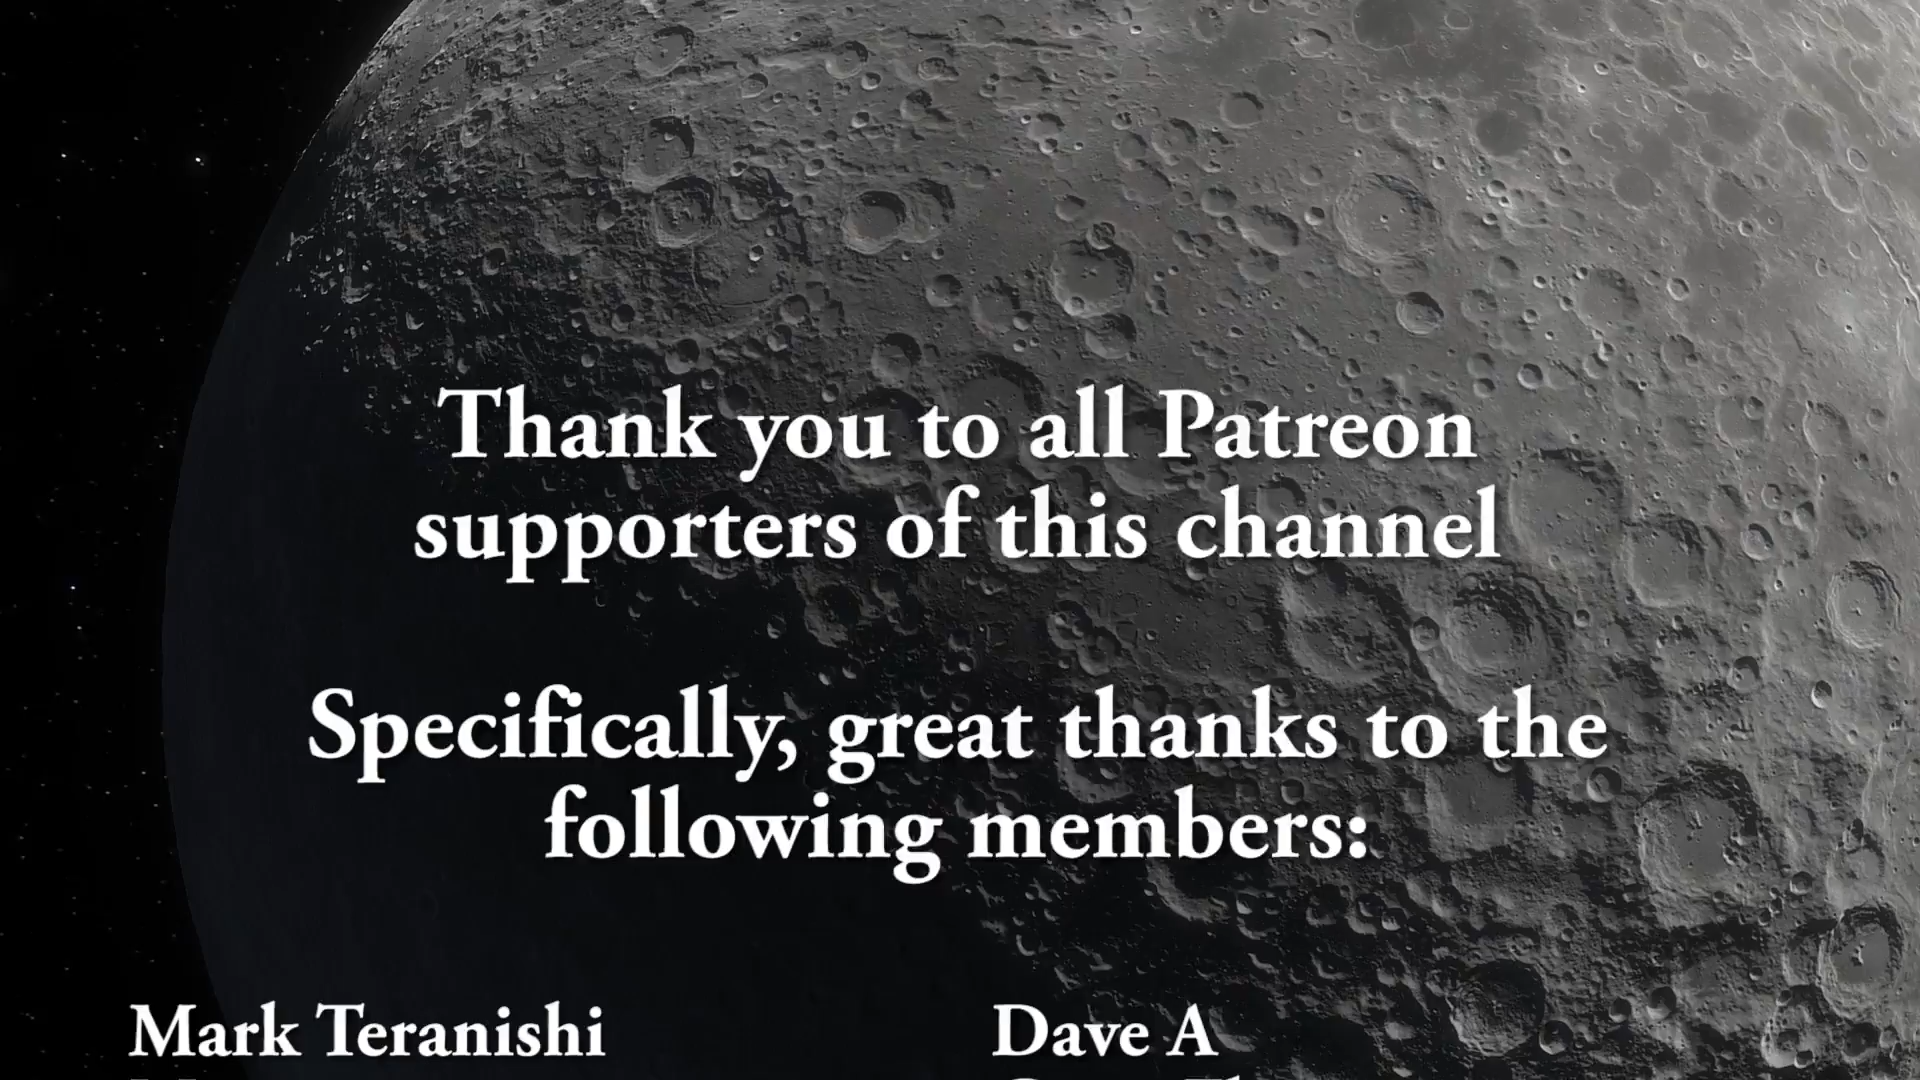 Thank you to all Patreon
supporters of this channel
Specifically, great thanks to the
following members:
Mark Teranishi
Dave A